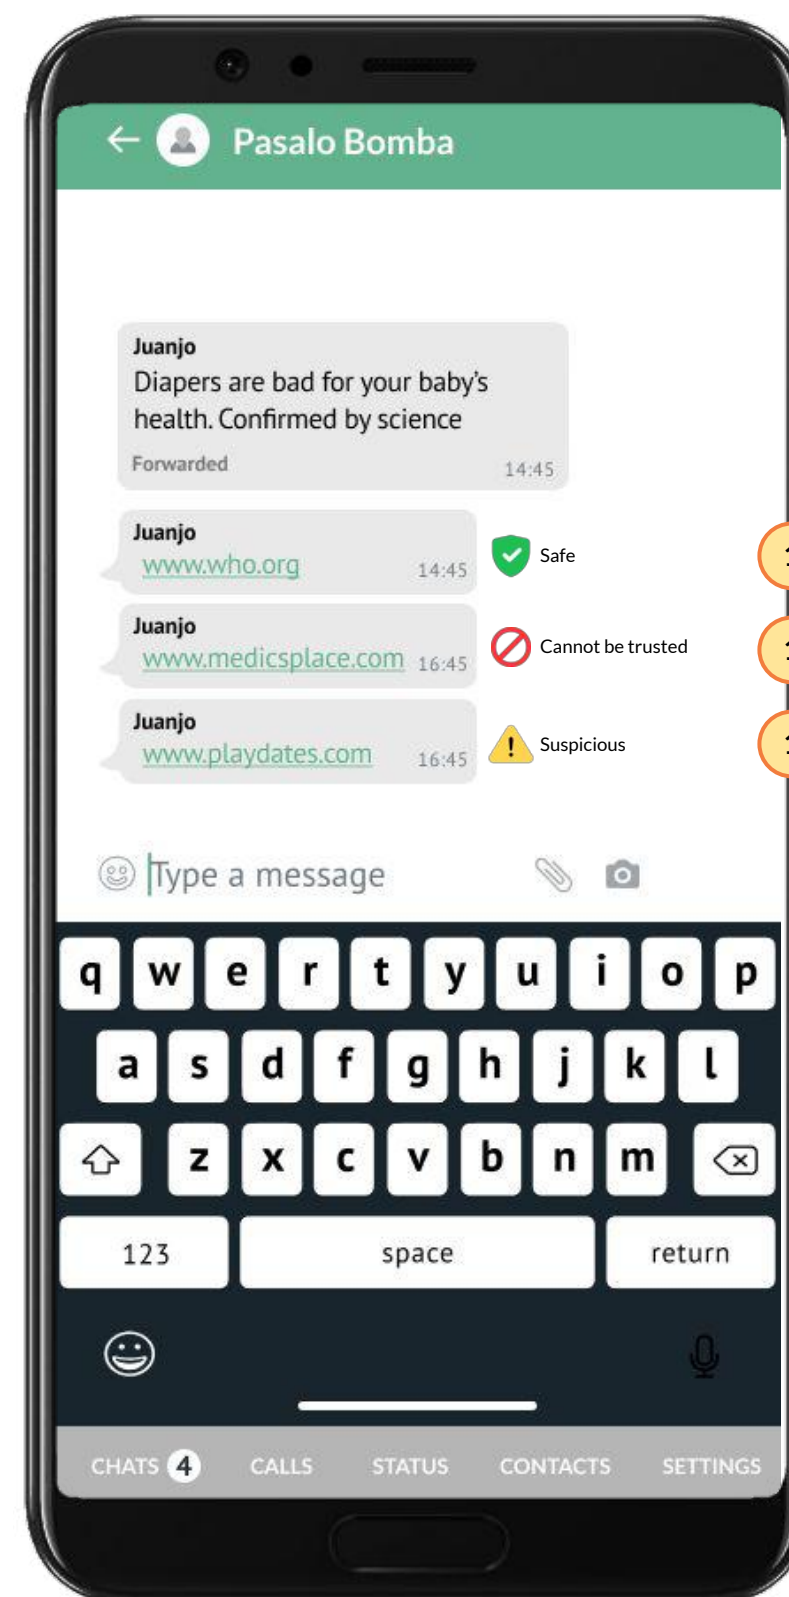 Pasalo Bomba
Juanjo
Diapers are bad for your baby's
health. Confirmed by science
Forwarded 14:45
Juanjo
www.who.org 14:45 Safe
Juanjo
www.medicsplace.com 16:45 Cannot be trusted
Juanjo
www.playdates.com 16:45 Suspicious
Type a message
q w e r t y u i o p
a s d f g h j k l
z x c v b n m
123 space return
CHATS 4 CALLS STATUS CONTACTS SETTINGS